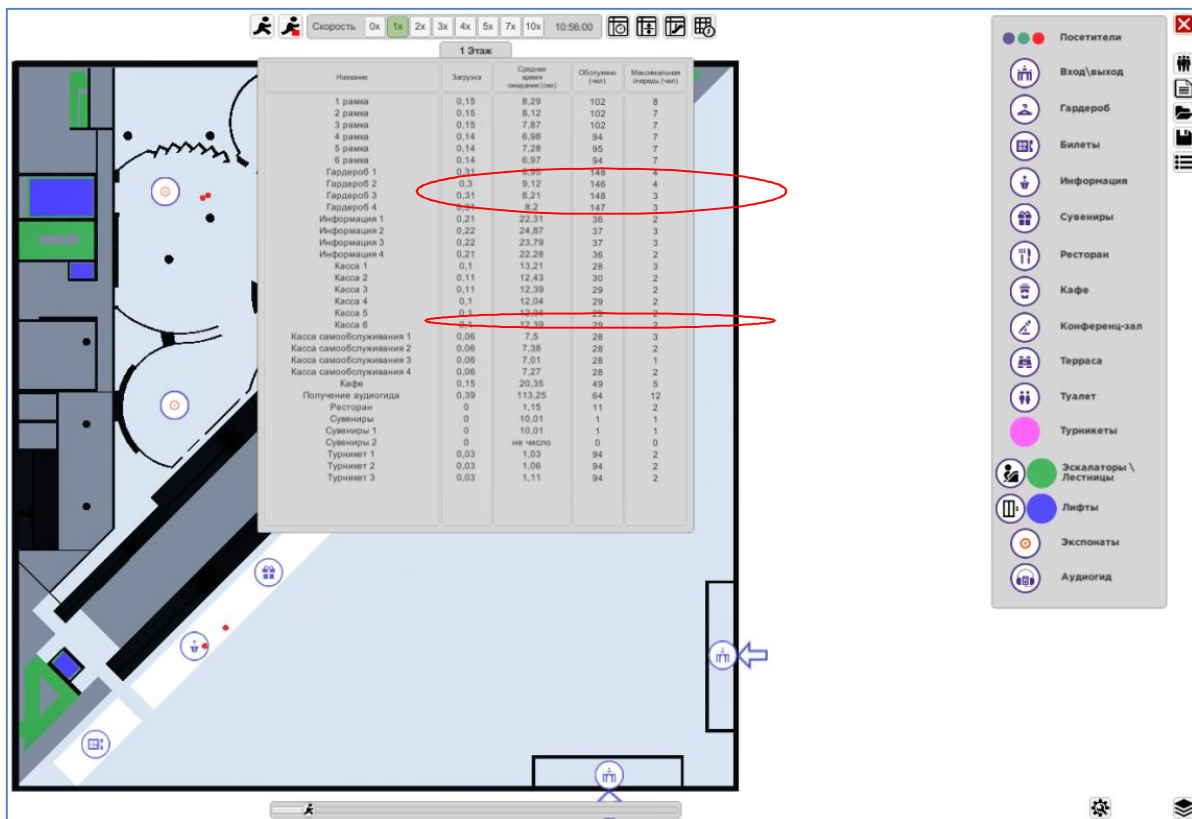 Скорость 0x 1x 2x 3x 4x 5x 7x 10x 10:56:00
1 Этаж
Название Загрузка Среднее время ожидания (сек) Обслужено (чел) Максимальная очередь (чел)
1 рамка 0,15 8,29 102 8
2 рамка 0,15 8,12 102 7
3 рамка 0,15 7,87 102 7
4 рамка 0,14 6,98 94 7
5 рамка 0,14 7,28 95 7
6 рамка 0,14 6,97 94 7
Гардероб 1 0,31 8,95 148 4
Гардероб 2 0,3 9,12 146 4
Гардероб 3 0,31 8,21 148 3
Гардероб 4 0,31 8,2 147 3
Информация 1 0,21 22,31 36 2
Информация 2 0,22 24,87 37 3
Информация 3 0,22 23,79 37 3
Информация 4 0,21 22,28 36 2
Касса 1 0,1 13,21 28 3
Касса 2 0,11 12,43 30 2
Касса 3 0,11 12,39 29 2
Касса 4 0,1 12,04 29 2
Касса 5 0,1 12,04 29 2
Касса 6 0,1 12,39 29 2
Касса самообслуживания 1 0,06 7,5 28 3
Касса самообслуживания 2 0,06 7,38 28 2
Касса самообслуживания 3 0,06 7,01 28 1
Касса самообслуживания 4 0,06 7,27 28 2
Кафе 0,15 20,35 49 5
Получение аудиогида 0,39 113,25 64 12
Ресторан 0 1,15 11 2
Сувениры 0 10,01 1 1
Сувениры 1 0 10,01 1 1
Сувениры 2 0 не число 0 0
Турникет 1 0,03 1,03 94 2
Турникет 2 0,03 1,06 94 2
Турникет 3 0,03 1,11 94 2
Посетители
Вход\выход
Гардероб
Билеты
Информация
Сувениры
Ресторан
Кафе
Конференц-зал
Терраса
Туалет
Турникеты
Эскалаторы \
Лестницы
Лифты
Экспонаты
Аудиогид